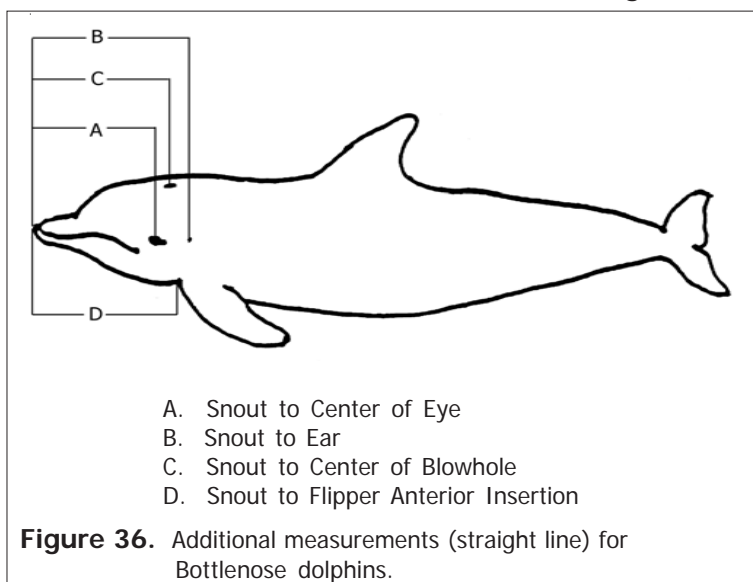 B
C
A
D
A. Snout to Center of Eye
B. Snout to Ear
C. Snout to Center of Blowhole
D. Snout to Flipper Anterior Insertion
Figure 36. Additional measurements (straight line) for
Bottlenose dolphins.